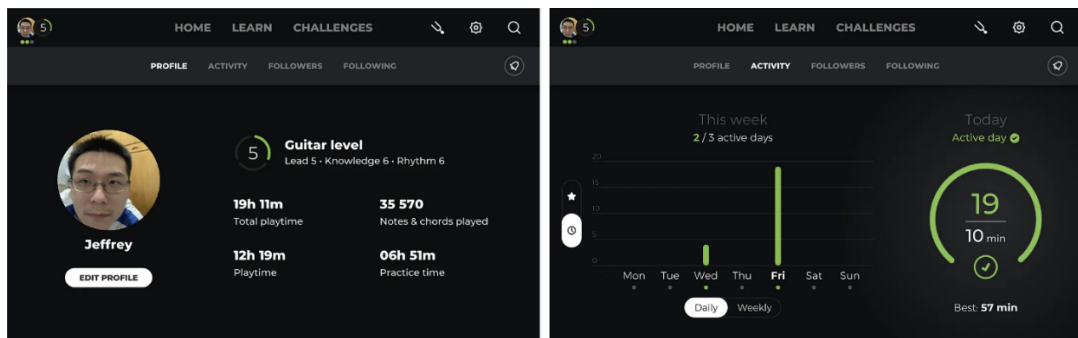 5
HOME LEARN CHALLENGES
PROFILE ACTIVITY FOLLOWERS FOLLOWING
5
Guitar level
Lead 5 • Knowledge 6 • Rhythm 6
19h 11m
Total playtime
35 570
Notes & chords played
Jeffrey
12h 19m
Playtime
06h 51m
Practice time
EDIT PROFILE
5
HOME LEARN CHALLENGES
PROFILE ACTIVITY FOLLOWERS FOLLOWING
This week
2 / 3 active days
20
15
10
5
0
Mon Tue Wed Thu Fri Sat Sun
Daily Weekly
Today
Active day
19
10 min
Best: 57 min